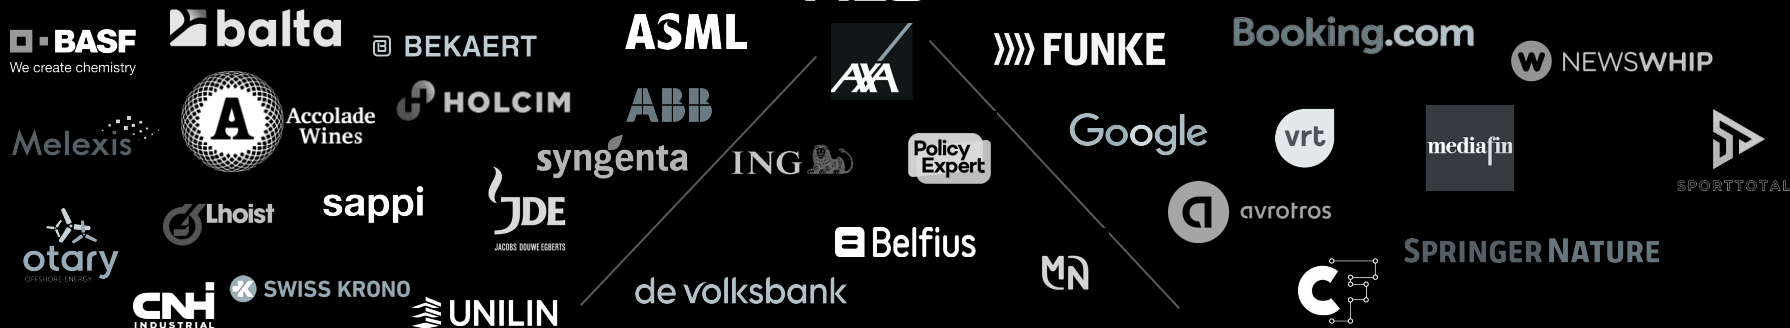 BASF
We create chemistry
balta
BEKAERT
ASML
AXA
FUNKE
Booking.com
NEWSWHIP
Accolade
Wines
HOLCIM
ABB
Google
vrt
mediafin
SPORTTOTAL
Melexis
syngenta
ING
Policy
Expert
Lhoist
sappi
JDE
JACOBS DOUWE EGBERTS
avrotros
otary
OFFSHORE ENERGY
Belfius
MN
SPRINGER NATURE
CNH
INDUSTRIAL
SWISS KRONO
UNILIN
de volksbank
CF